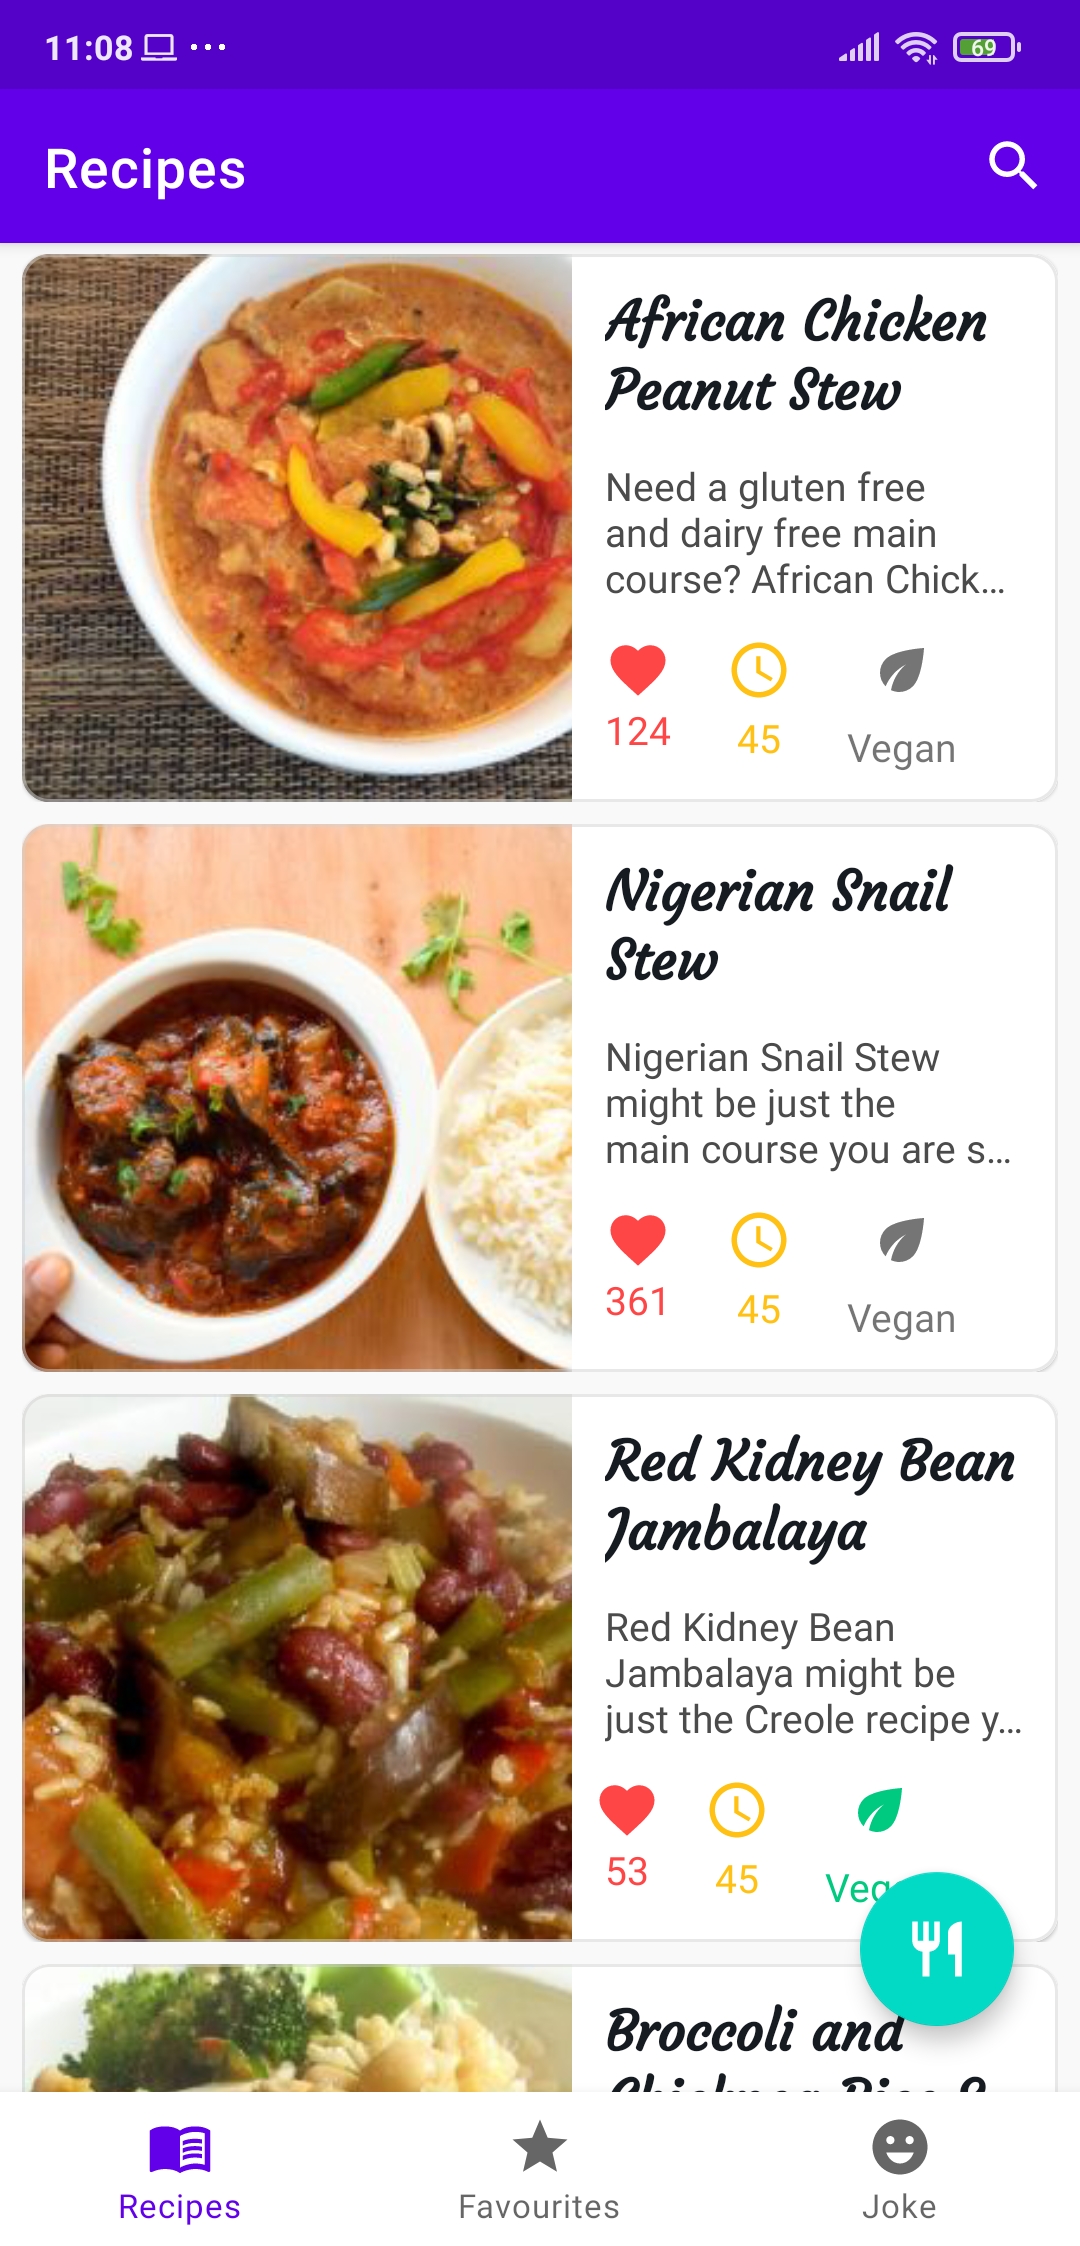 11:08
69
Recipes
African Chicken
Peanut Stew
Need a gluten free
and dairy free main
course? African Chick...
124
45
Vegan
Nigerian Snail
Stew
Nigerian Snail Stew
might be just the
main course you are s...
361
45
Vegan
Red Kidney Bean
Jambalaya
Red Kidney Bean
Jambalaya might be
just the Creole recipe y...
53
45
Broccoli and
Recipes
Favourites
Joke